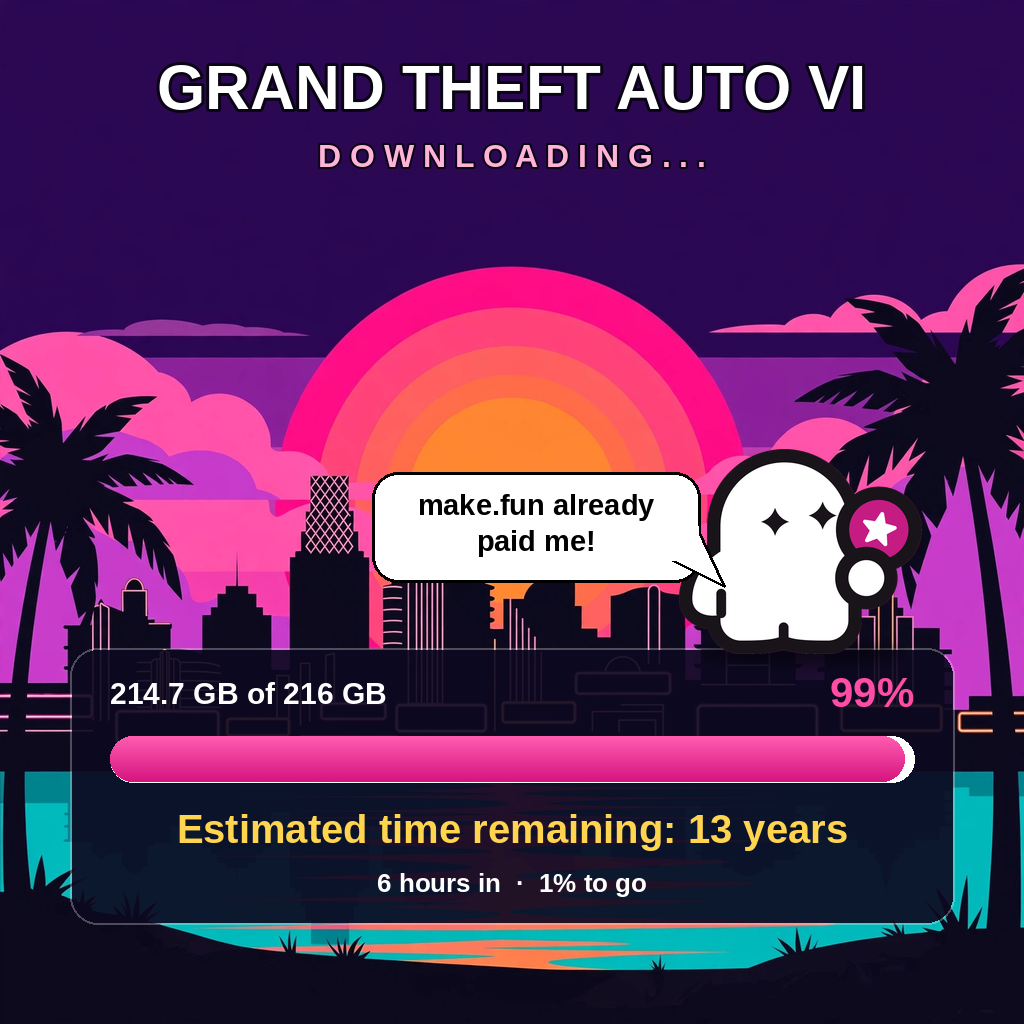 GRAND THEFT AUTO VI
DOWNLOADING...
make.fun already
paid me!
214.7 GB of 216 GB
99%
Estimated time remaining: 13 years
6 hours in · 1% to go